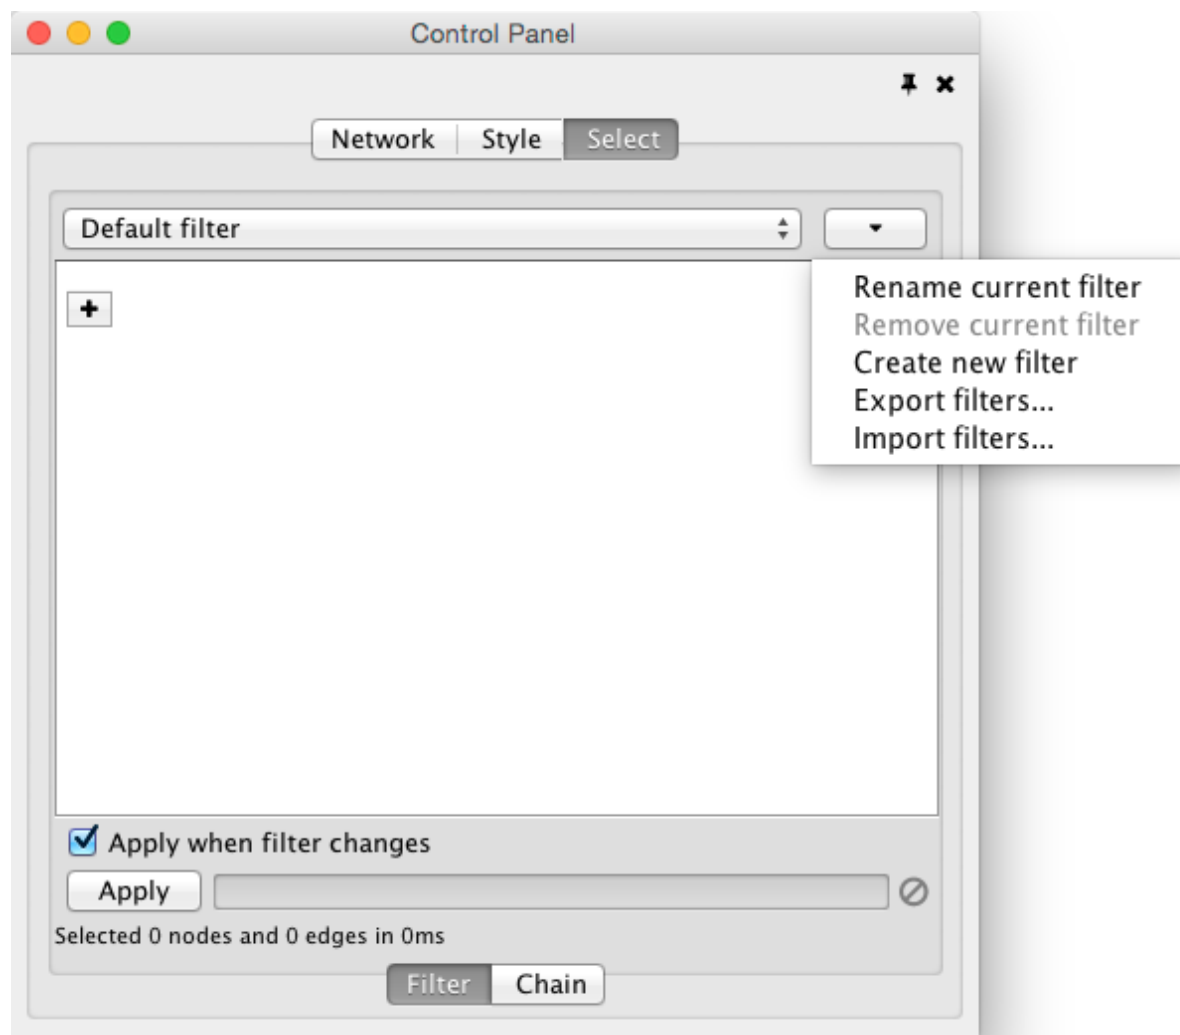 Control Panel
Network Style Select
Default filter
Rename current filter
Remove current filter
Create new filter
Export filters...
Import filters...
Apply when filter changes
Apply
Selected 0 nodes and 0 edges in 0ms
Filter Chain